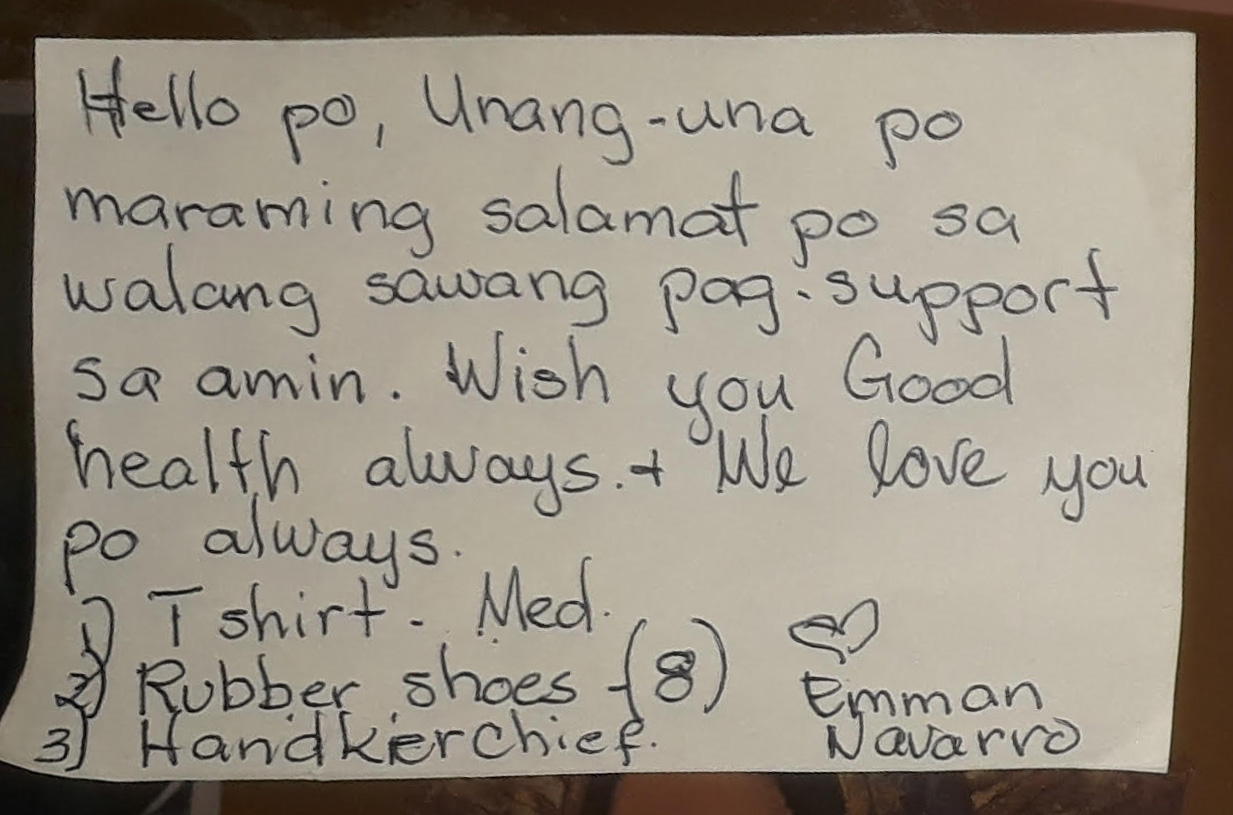 Hello po, Unang-una po
maraming salamat po sa
walang sawang pag-support
sa amin. Wish you Good
health always. + We love you
po always.
1) T shirt - Med.
2) Rubber shoes - (8)
3) Handkerchief.
Emman
Navarro